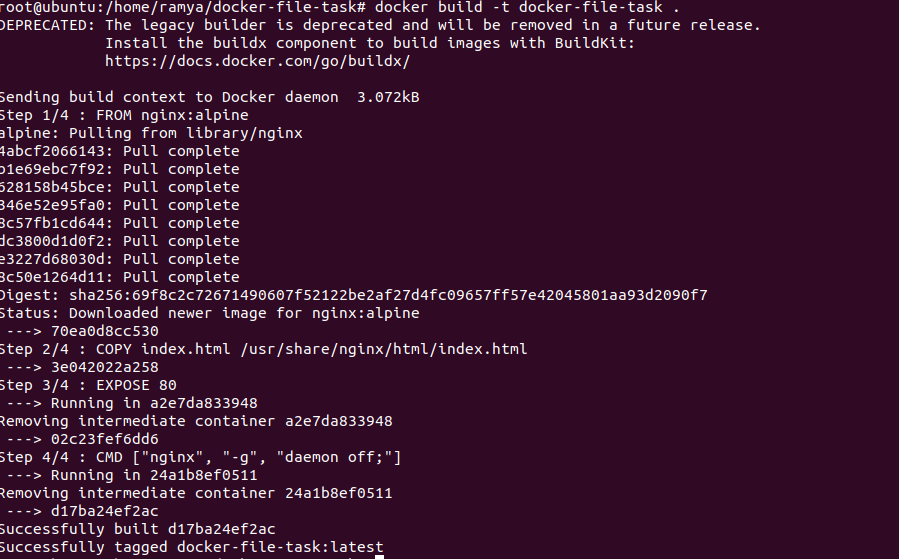 root@ubuntu:/home/ramya/docker-file-task# docker build -t docker-file-task .
DEPRECATED: The legacy builder is deprecated and will be removed in a future release.
Install the buildx component to build images with BuildKit:
https://docs.docker.com/go/buildx/
Sending build context to Docker daemon  3.072kB
Step 1/4 : FROM nginx:alpine
alpine: Pulling from library/nginx
4abcf2066143: Pull complete
b1e69ebc7f92: Pull complete
628158b45bce: Pull complete
346e52e95fa0: Pull complete
8c57fb1cd644: Pull complete
dc3800d1d0f2: Pull complete
e3227d68030d: Pull complete
8c50e1264d11: Pull complete
Digest: sha256:69f8c2c72671490607f52122be2af27d4fc09657ff57e42045801aa93d2090f7
Status: Downloaded newer image for nginx:alpine
---> 70ea0d8cc530
Step 2/4 : COPY index.html /usr/share/nginx/html/index.html
---> 3e042022a258
Step 3/4 : EXPOSE 80
---> Running in a2e7da833948
Removing intermediate container a2e7da833948
---> 02c23fef6dd6
Step 4/4 : CMD ["nginx", "-g", "daemon off;"]
---> Running in 24a1b8ef0511
Removing intermediate container 24a1b8ef0511
---> d17ba24ef2ac
Successfully built d17ba24ef2ac
Successfully tagged docker-file-task:latest